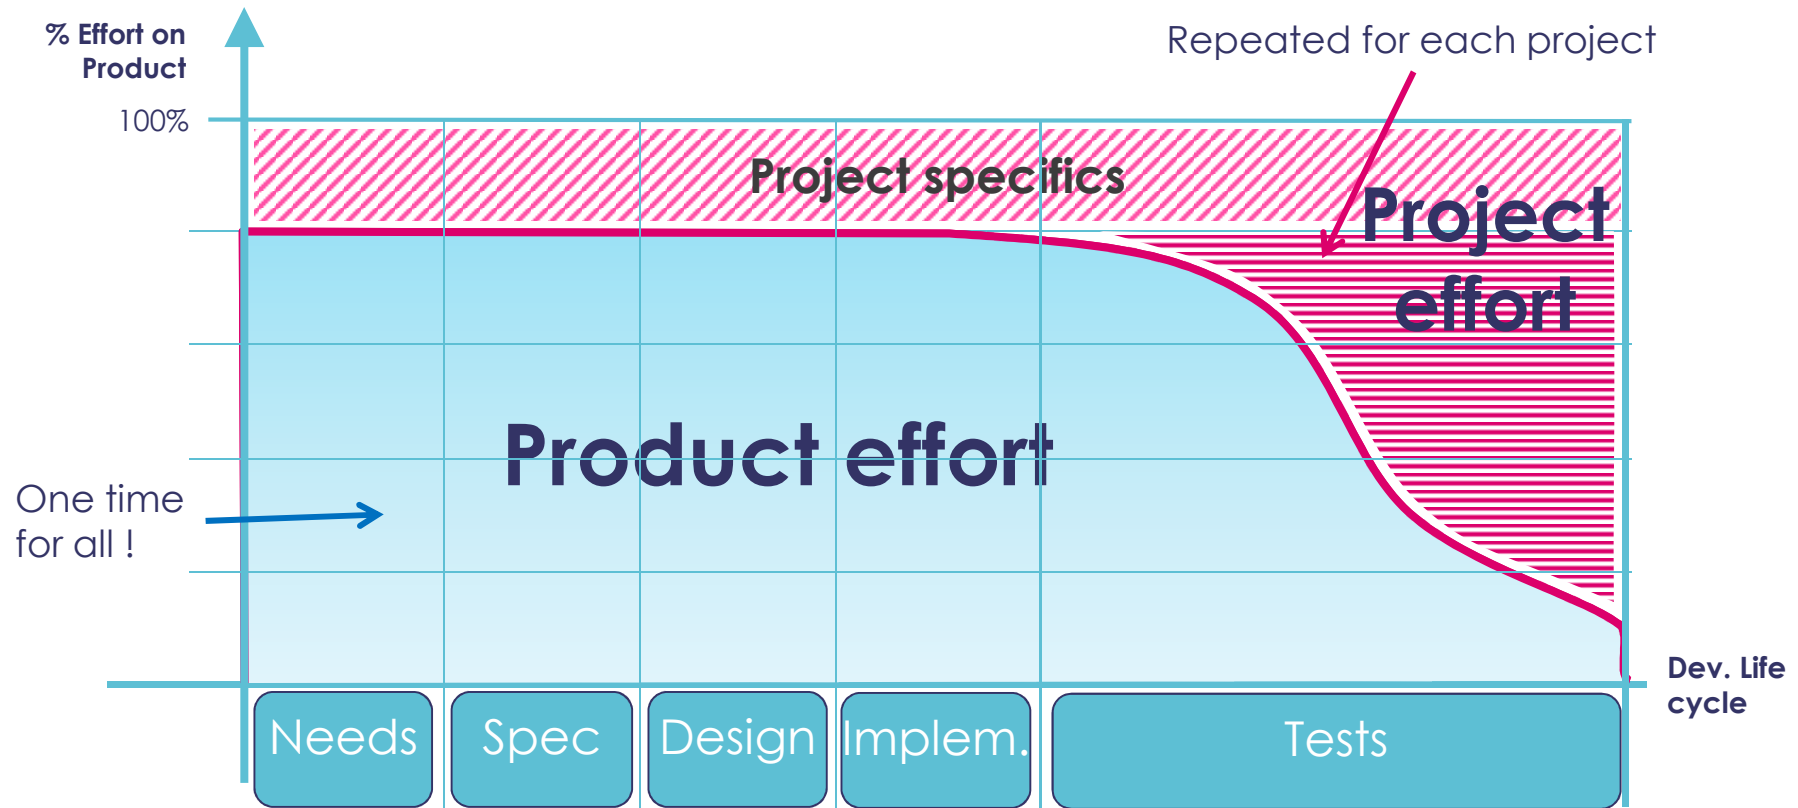 % Effort on
Product
Repeated for each project
100%
Project specifics
Project
effort
Product effort
One time
for all !
Dev. Life
cycle
Needs
Spec
Design
Implem.
Tests